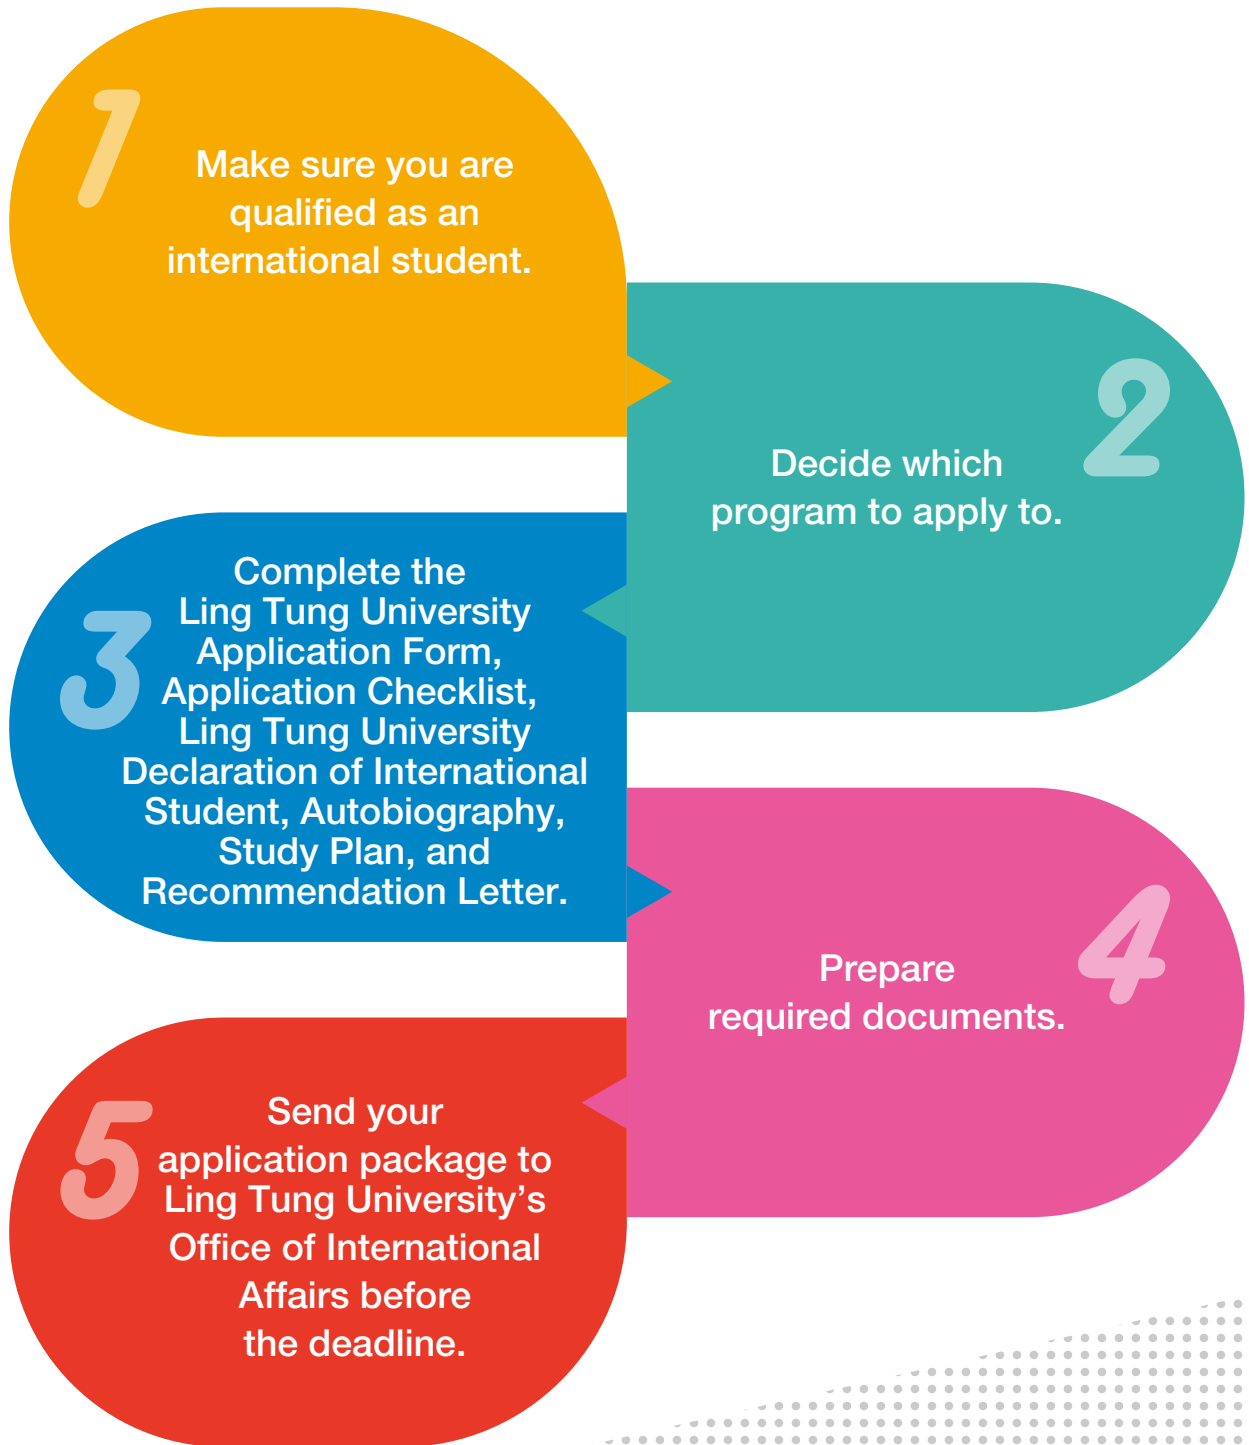 1
Make sure you are
qualified as an
international student.
2
Decide which
program to apply to.
3
Complete the
Ling Tung University
Application Form,
Application Checklist,
Ling Tung University
Declaration of International
Student, Autobiography,
Study Plan, and
Recommendation Letter.
4
Prepare
required documents.
5
Send your
application package to
Ling Tung University’s
Office of International
Affairs before
the deadline.